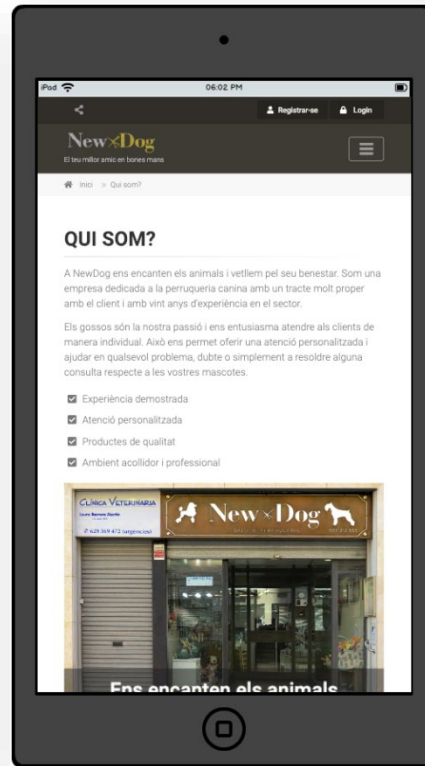 iPod 06:02 PM
Registrar-se Login
New Dog
El teu millor amic en bones mans
Inici » Qui som?
QUI SOM?
A NewDog ens encanten els animals i vetllem pel seu benestar. Som una
empresa dedicada a la perruqueria canina amb un tracte molt proper
amb el client i amb vint anys d'experiència en el sector.
Els gossos són la nostra passió i ens entusiasma atendre als clients de
manera individual. Això ens permet oferir una atenció personalitzada i
ajudar en qualsevol problema, dubte o simplement a resoldre alguna
consulta respecte a les vostres mascotes.
Experiència demostrada
Atenció personalitzada
Productes de qualitat
Ambient acollidor i professional
CLÍNICA VETERINARIA
New Dog
(urgencies)
Ens encanten els animals